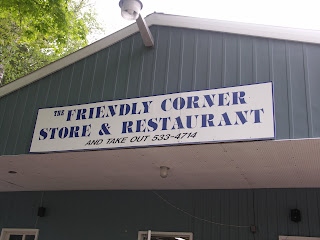 THE FRIENDLY CORNER
STORE & RESTAURANT
AND TAKE OUT 533-4714